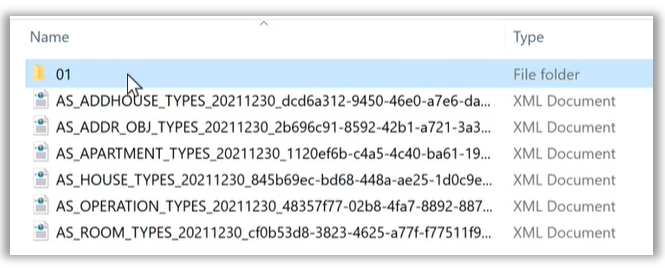 Name Type
01 File folder
AS_ADDHOUSE_TYPES_20211230_dcd6a312-9450-46e0-a7e6-da... XML Document
AS_ADDR_OBJ_TYPES_20211230_2b696c91-8592-42b1-a721-3a3... XML Document
AS_APARTMENT_TYPES_20211230_1120ef6b-c4a5-4c40-ba61-19... XML Document
AS_HOUSE_TYPES_20211230_845b69ec-bd68-448a-ae25-1d0c9e... XML Document
AS_OPERATION_TYPES_20211230_48357f77-02b8-4fa7-8892-887... XML Document
AS_ROOM_TYPES_20211230_cf0b53d8-3823-4625-a77f-f77511f9... XML Document